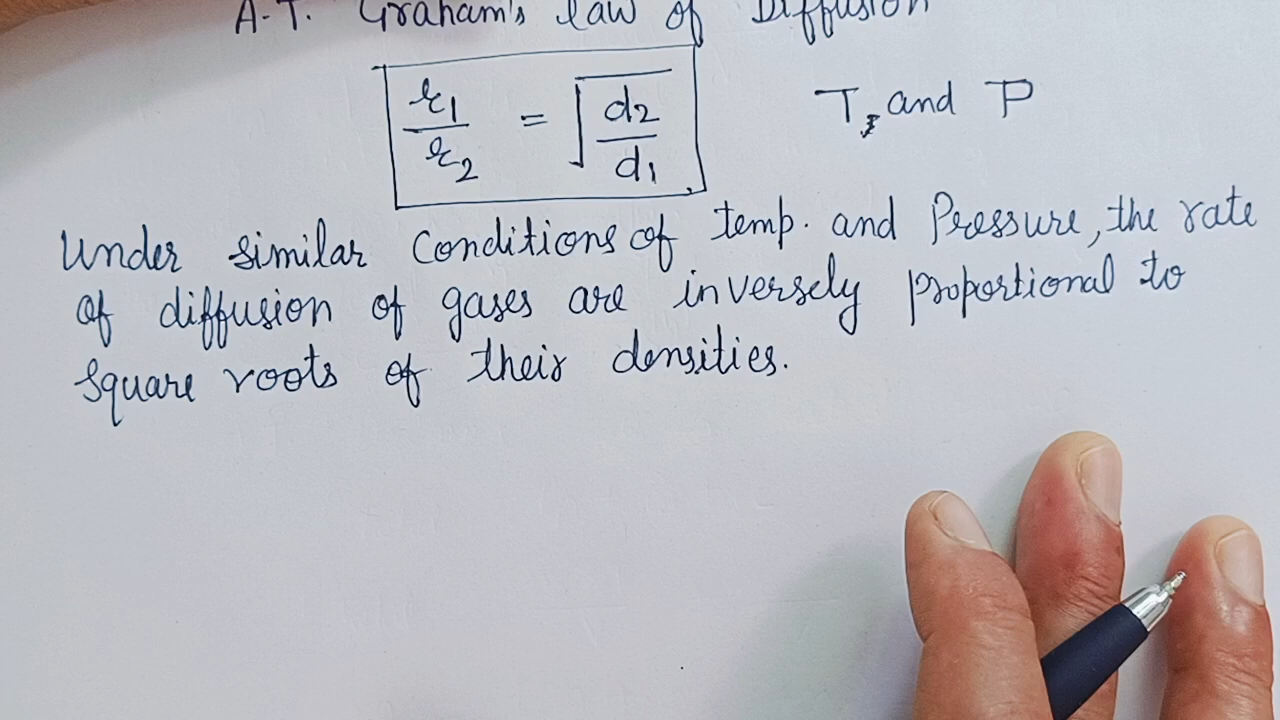 A.T. Graham's law of Diffusion
r1/r2 = √d2/d1 T, and P
Under similar Conditions of temp. and Pressure, the rate
of diffusion of gases are inversely proportional to
Square roots of their densities.